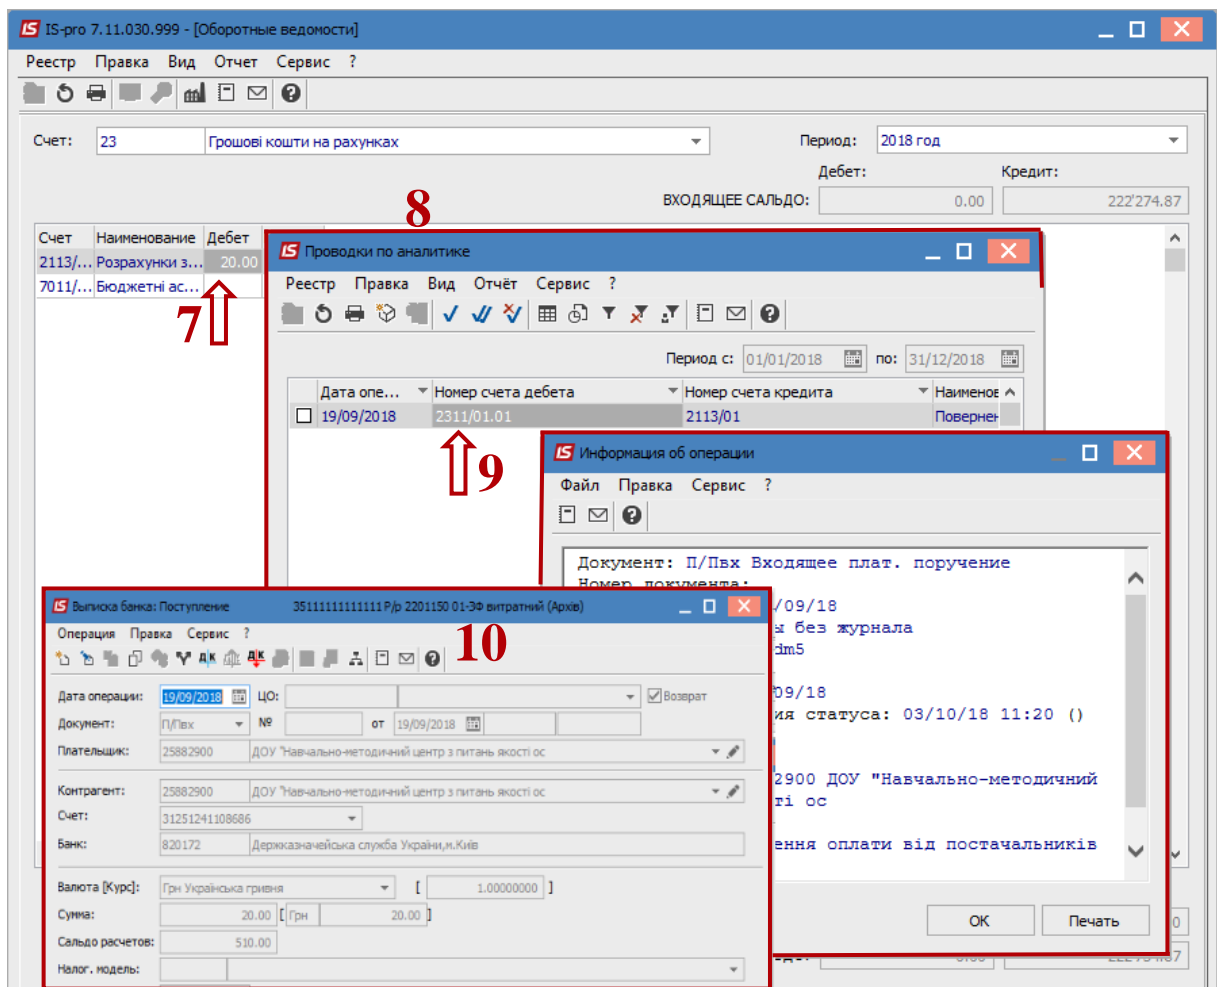 IS-pro 7.11.030.999 - [Оборотные ведомости]
Реестр Правка Вид Отчет Сервис ?
Счет: 23 Грошові кошти на рахунках Период: 2018 год
Дебет: Кредит:
ВХОДЯЩЕЕ САЛЬДО: 0.00 222'274.87
8
Счет Наименование Дебет
2113/... Розрахунки з... 20.00
7011/... Бюджетні ас...
7
Проводки по аналитике
Реестр Правка Вид Отчёт Сервис ?
Период с: 01/01/2018 по: 31/12/2018
Дата опе... Номер счета дебета Номер счета кредита Наименов
19/09/2018 2311/01.01 2113/01 Поверне
9
Информация об операции
Файл Правка Сервис ?
Документ: П/Пвх Входящее плат. поручение
Номер документа:
/09/18
ы без журнала
dm5
09/18
ия статуса: 03/10/18 11:20 ()
2900 ДОУ "Навчально-методичний
ті ос
ення оплати від постачальників
OK Печать
Выписка банка: Поступление 35111111111111 Р/р 2201150 01-ЗФ витратний (Архів)
Операция Правка Сервис ?
10
Дата операции: 19/09/2018 ЦО: Возврат
Документ: П/Пвх № от 19/09/2018
Плательщик: 25882900 ДОУ "Навчально-методичний центр з питань якості ос
Контрагент: 25882900 ДОУ "Навчально-методичний центр з питань якості ос
Счет: 31251241108686
Банк: 820172 Держказначейська служба України,м.Київ
Валюта [Курс]: Грн Українська гривня [ 1.00000000 ]
Сумма: 20.00 [ Грн 20.00 ]
Сальдо расчетов: 510.00
Налог. модель: